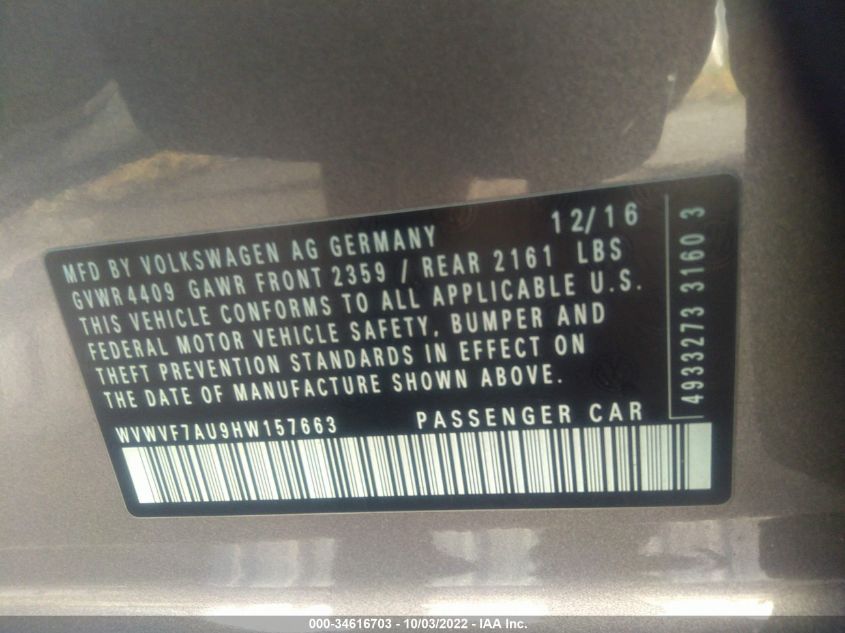 MFD BY VOLKSWAGEN AG GERMANY 12/16
GVWR4409 GAWR FRONT 2359 / REAR 2161 LBS
THIS VEHICLE CONFORMS TO ALL APPLICABLE U.S.
FEDERAL MOTOR VEHICLE SAFETY, BUMPER AND
THEFT PREVENTION STANDARDS IN EFFECT ON
THE DATE OF MANUFACTURE SHOWN ABOVE.
WVWVF7AU9HW157663 PASSENGER CAR
4933273 3160 3
000-34616703 - 10/03/2022 - IAA Inc.